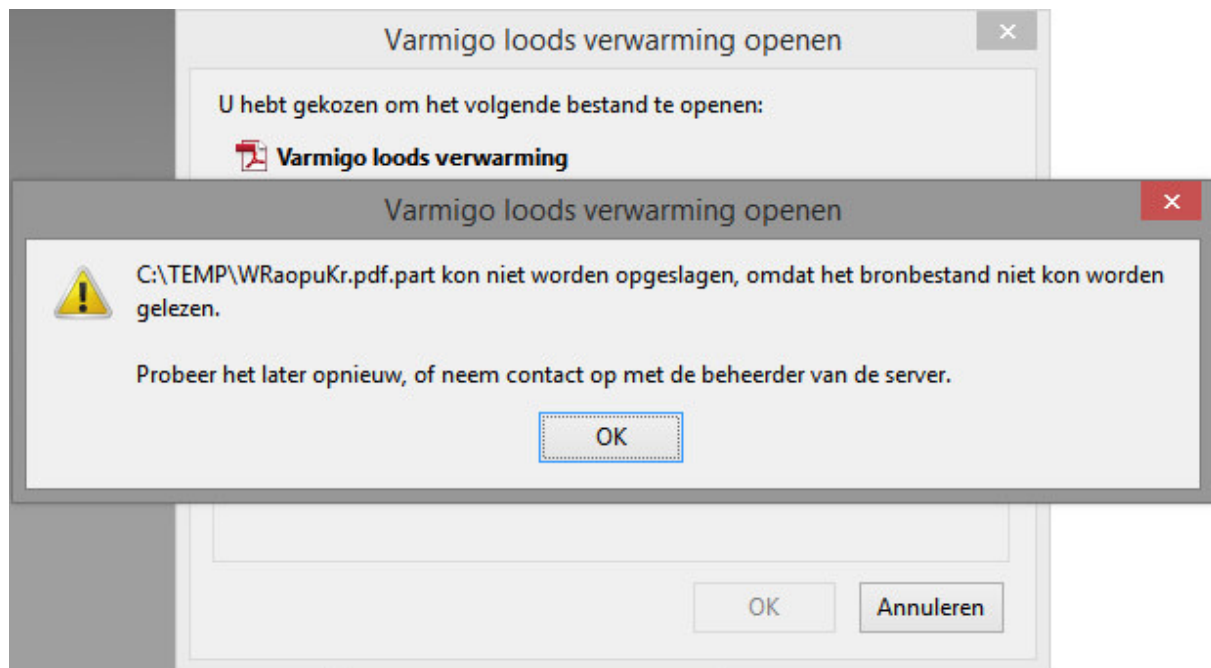 Varmigo loods verwarming openen
U hebt gekozen om het volgende bestand te openen:
Varmigo loods verwarming
Varmigo loods verwarming openen
C:\TEMP\WRaopuKr.pdf.part kon niet worden opgeslagen, omdat het bronbestand niet kon worden
gelezen.
Probeer het later opnieuw, of neem contact op met de beheerder van de server.
OK
OK
Annuleren